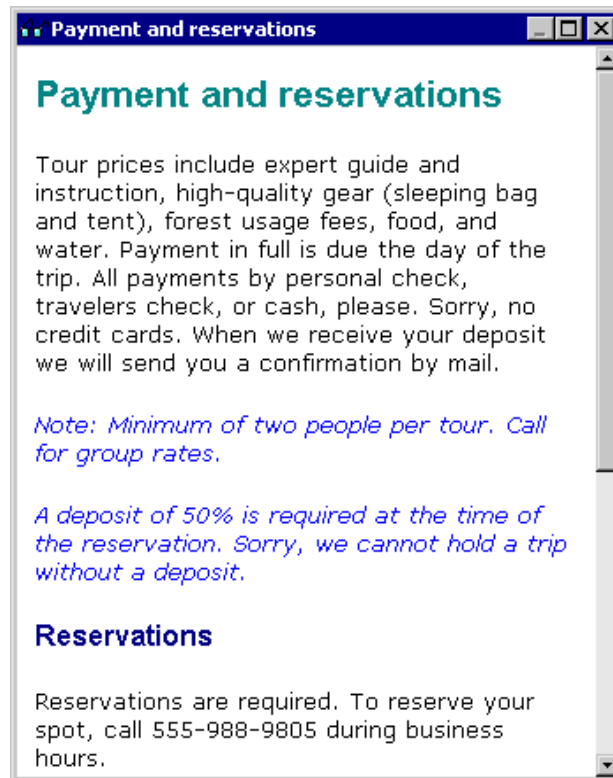 Payment and reservations
Payment and reservations
Tour prices include expert guide and
instruction, high-quality gear (sleeping bag
and tent), forest usage fees, food, and
water. Payment in full is due the day of the
trip. All payments by personal check,
travelers check, or cash, please. Sorry, no
credit cards. When we receive your deposit
we will send you a confirmation by mail.
Note: Minimum of two people per tour. Call
for group rates.
A deposit of 50% is required at the time of
the reservation. Sorry, we cannot hold a trip
without a deposit.
Reservations
Reservations are required. To reserve your
spot, call 555-988-9805 during business
hours.